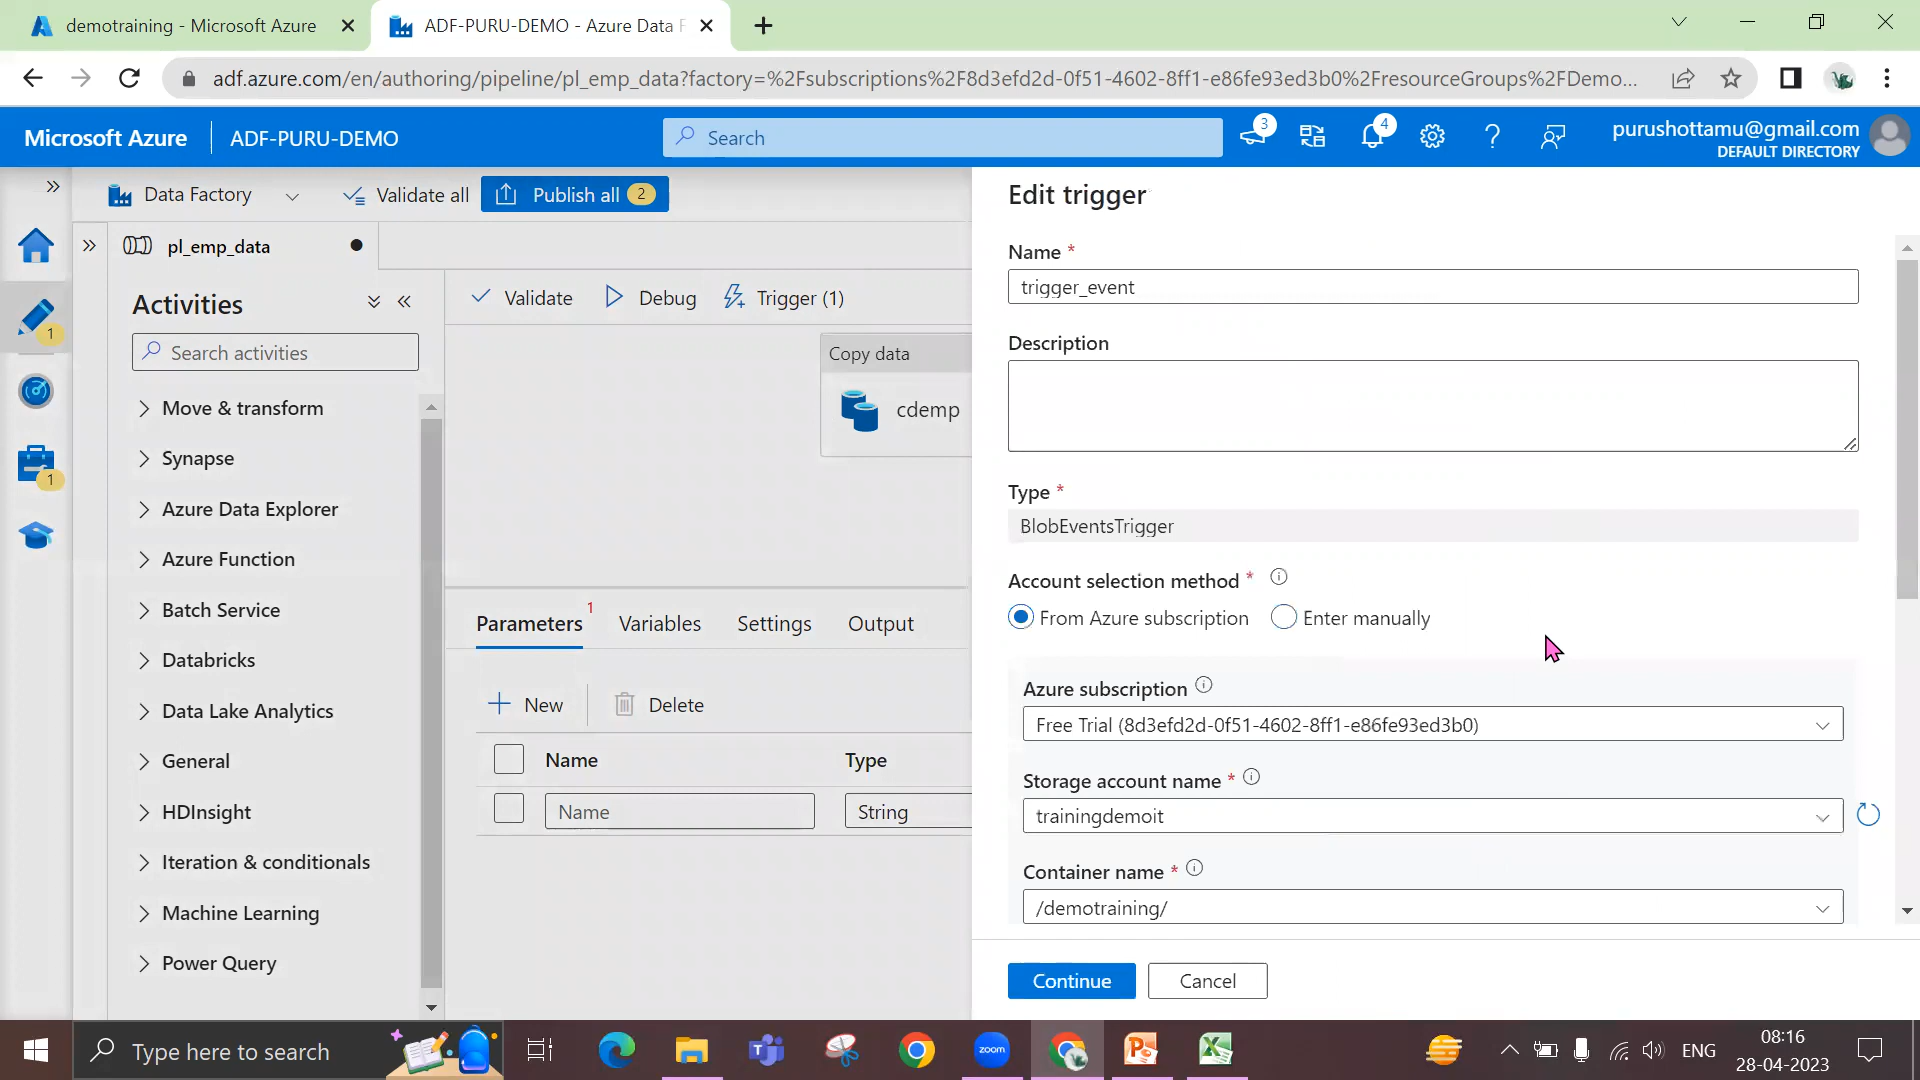 demotraining - Microsoft Azure
ADF-PURU-DEMO - Azure Data F
adf.azure.com/en/authoring/pipeline/pl_emp_data?factory=%2Fsubscriptions%2F8d3efd2d-0f51-4602-8ff1-e86fe93ed3b0%2FresourceGroups%2FDemo...
Microsoft Azure
ADF-PURU-DEMO
Search
3
4
purushottamu@gmail.com
DEFAULT DIRECTORY
Data Factory
Validate all
Publish all 2
pl_emp_data
1
1
Activities
Search activities
Move & transform
Synapse
Azure Data Explorer
Azure Function
Batch Service
Databricks
Data Lake Analytics
General
HDInsight
Iteration & conditionals
Machine Learning
Power Query
Validate
Debug
Trigger (1)
Copy data
cdemp
Parameters 1
Variables
Settings
Output
New
Delete
Name
Type
Name
String
Edit trigger
Name *
trigger_event
Description
Type *
BlobEventsTrigger
Account selection method *
From Azure subscription
Enter manually
Azure subscription
Free Trial (8d3efd2d-0f51-4602-8ff1-e86fe93ed3b0)
Storage account name *
trainingdemoit
Container name *
/demotraining/
Continue
Cancel
Type here to search
zoom
ENG
08:16
28-04-2023